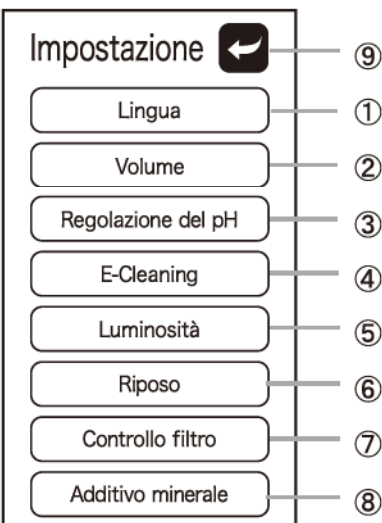 Impostazione ⑨
Lingua ①
Volume ②
Regolazione del pH ③
E-Cleaning ④
Luminosità ⑤
Riposo ⑥
Controllo filtro ⑦
Additivo minerale ⑧